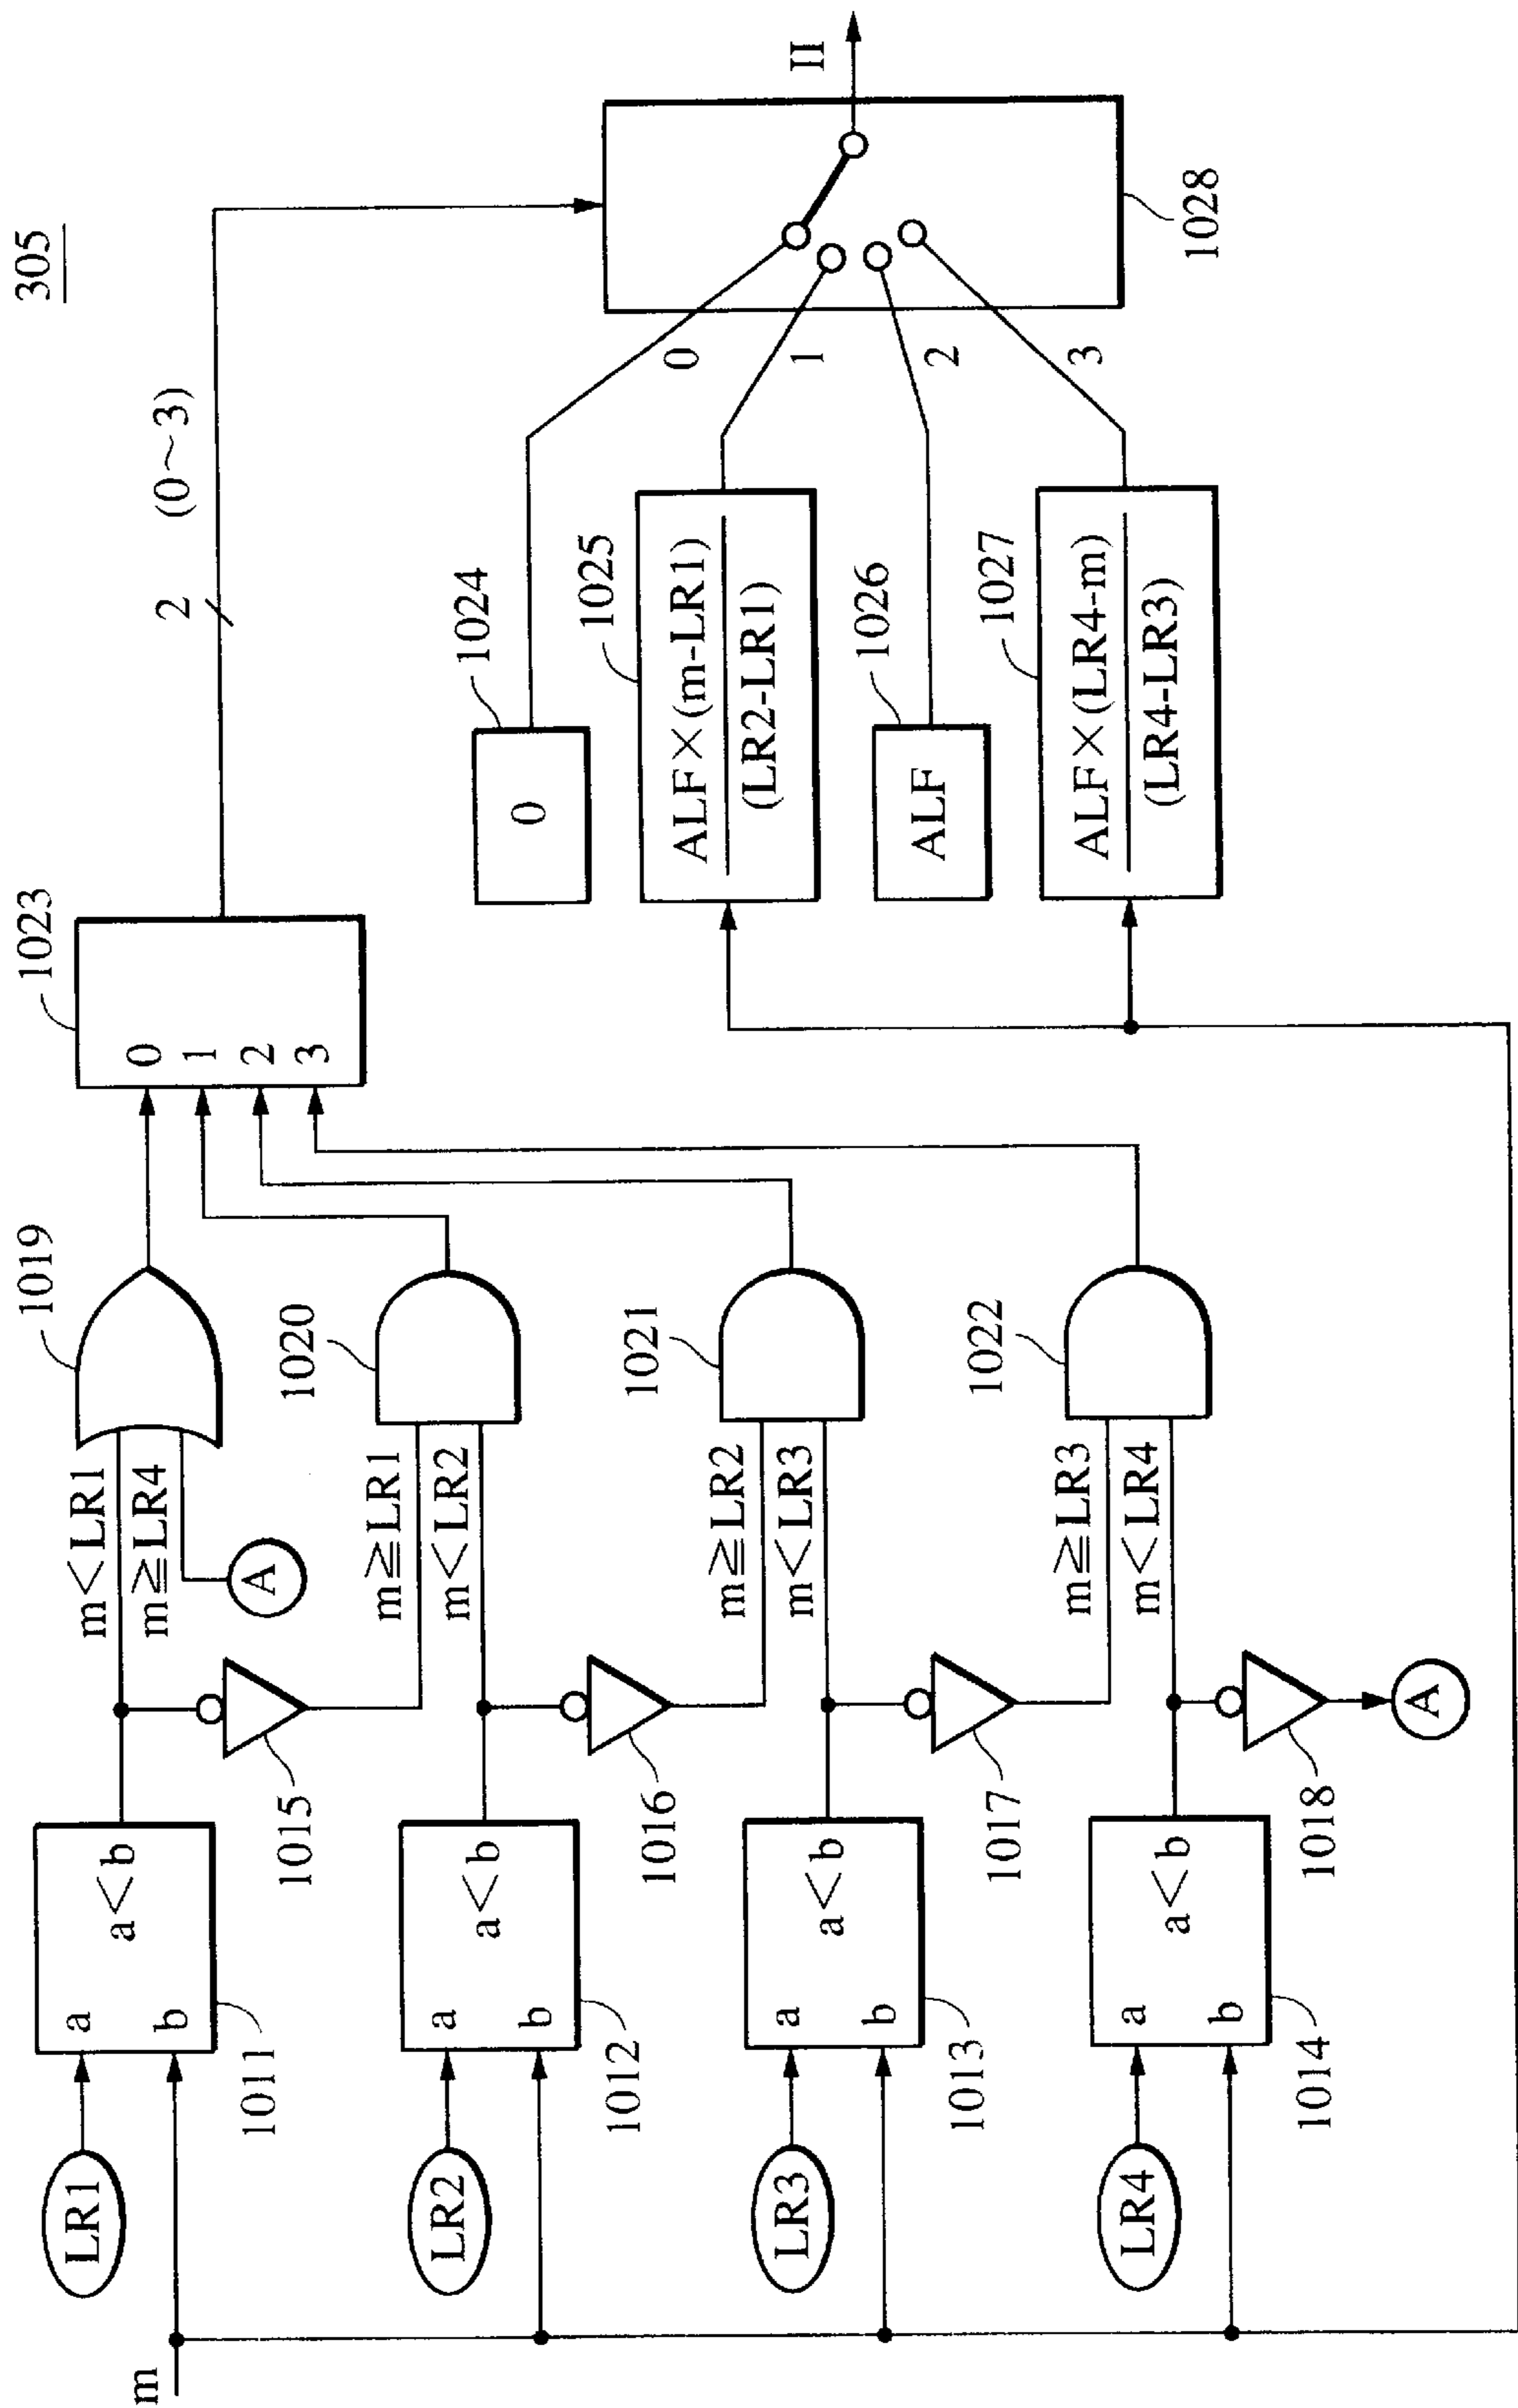 305
m
LR1
a
b
a<b
1011
1015
m<LR1
m≧LR4
A
1019
LR2
a
b
a<b
1012
1016
m≧LR1
m<LR2
1020
LR3
a
b
a<b
1013
1017
m≧LR2
m<LR3
1021
LR4
a
b
a<b
1014
1018
A
m≧LR3
m<LR4
1022
1023
0
1
2
3
2
(0～3)
1024
0
1025
ALF×(m-LR1)
(LR2-LR1)
1026
ALF
1027
ALF×(LR4-m)
(LR4-LR3)
0
1
2
3
1028
II